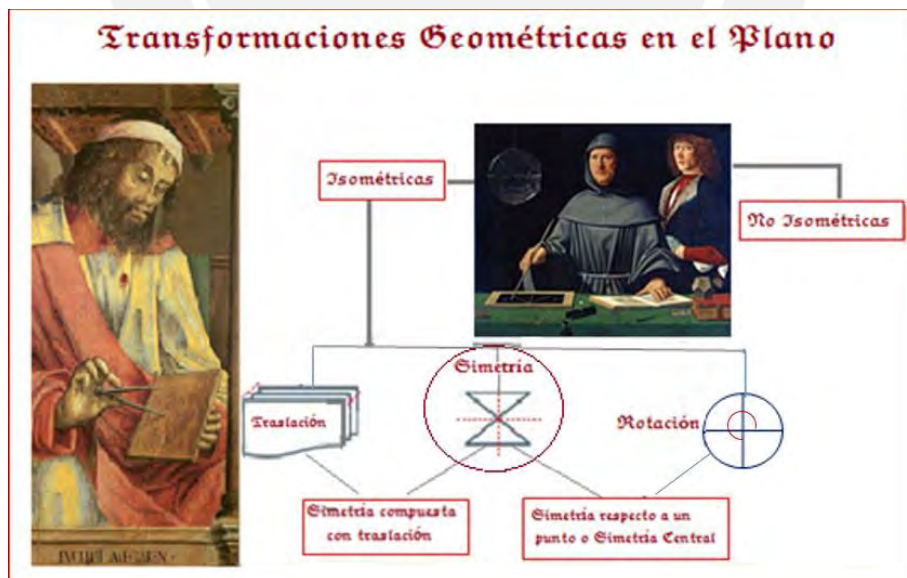 Transformaciones Geométricas en el Plano
Isométricas
No Isométricas
Simetría
Traslación
Rotación
Simetría compuesta
con traslación
Simetría respecto a un
punto o Simetría Central